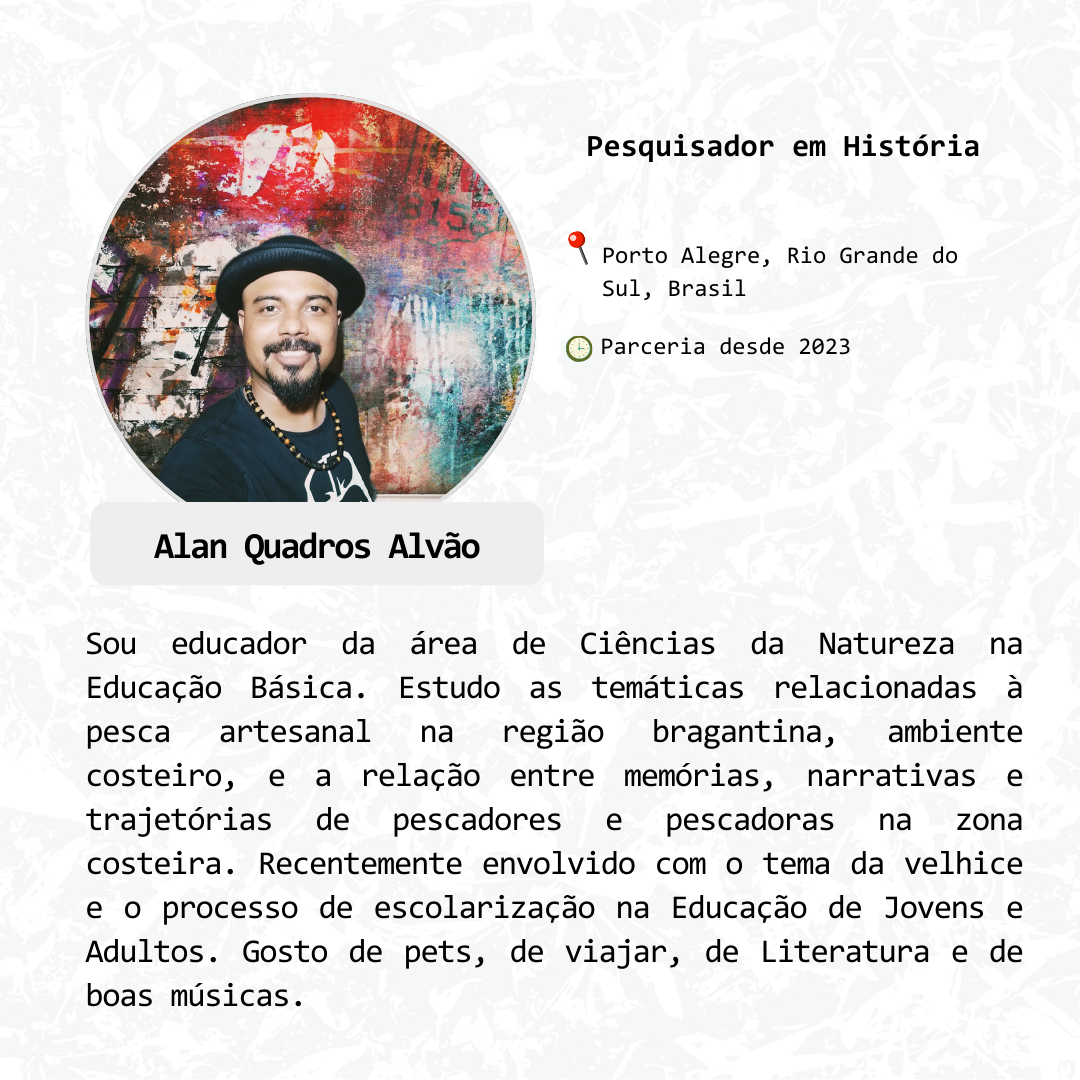 Pesquisador em História
Porto Alegre, Rio Grande do
Sul, Brasil
Parceria desde 2023
Alan Quadros Alvão
Sou educador da área de Ciências da Natureza na
Educação Básica. Estudo as temáticas relacionadas à
pesca artesanal na região bragantina, ambiente
costeiro, e a relação entre memórias, narrativas e
trajetórias de pescadores e pescadoras na zona
costeira. Recentemente envolvido com o tema da velhice
e o processo de escolarização na Educação de Jovens e
Adultos. Gosto de pets, de viajar, de Literatura e de
boas músicas.